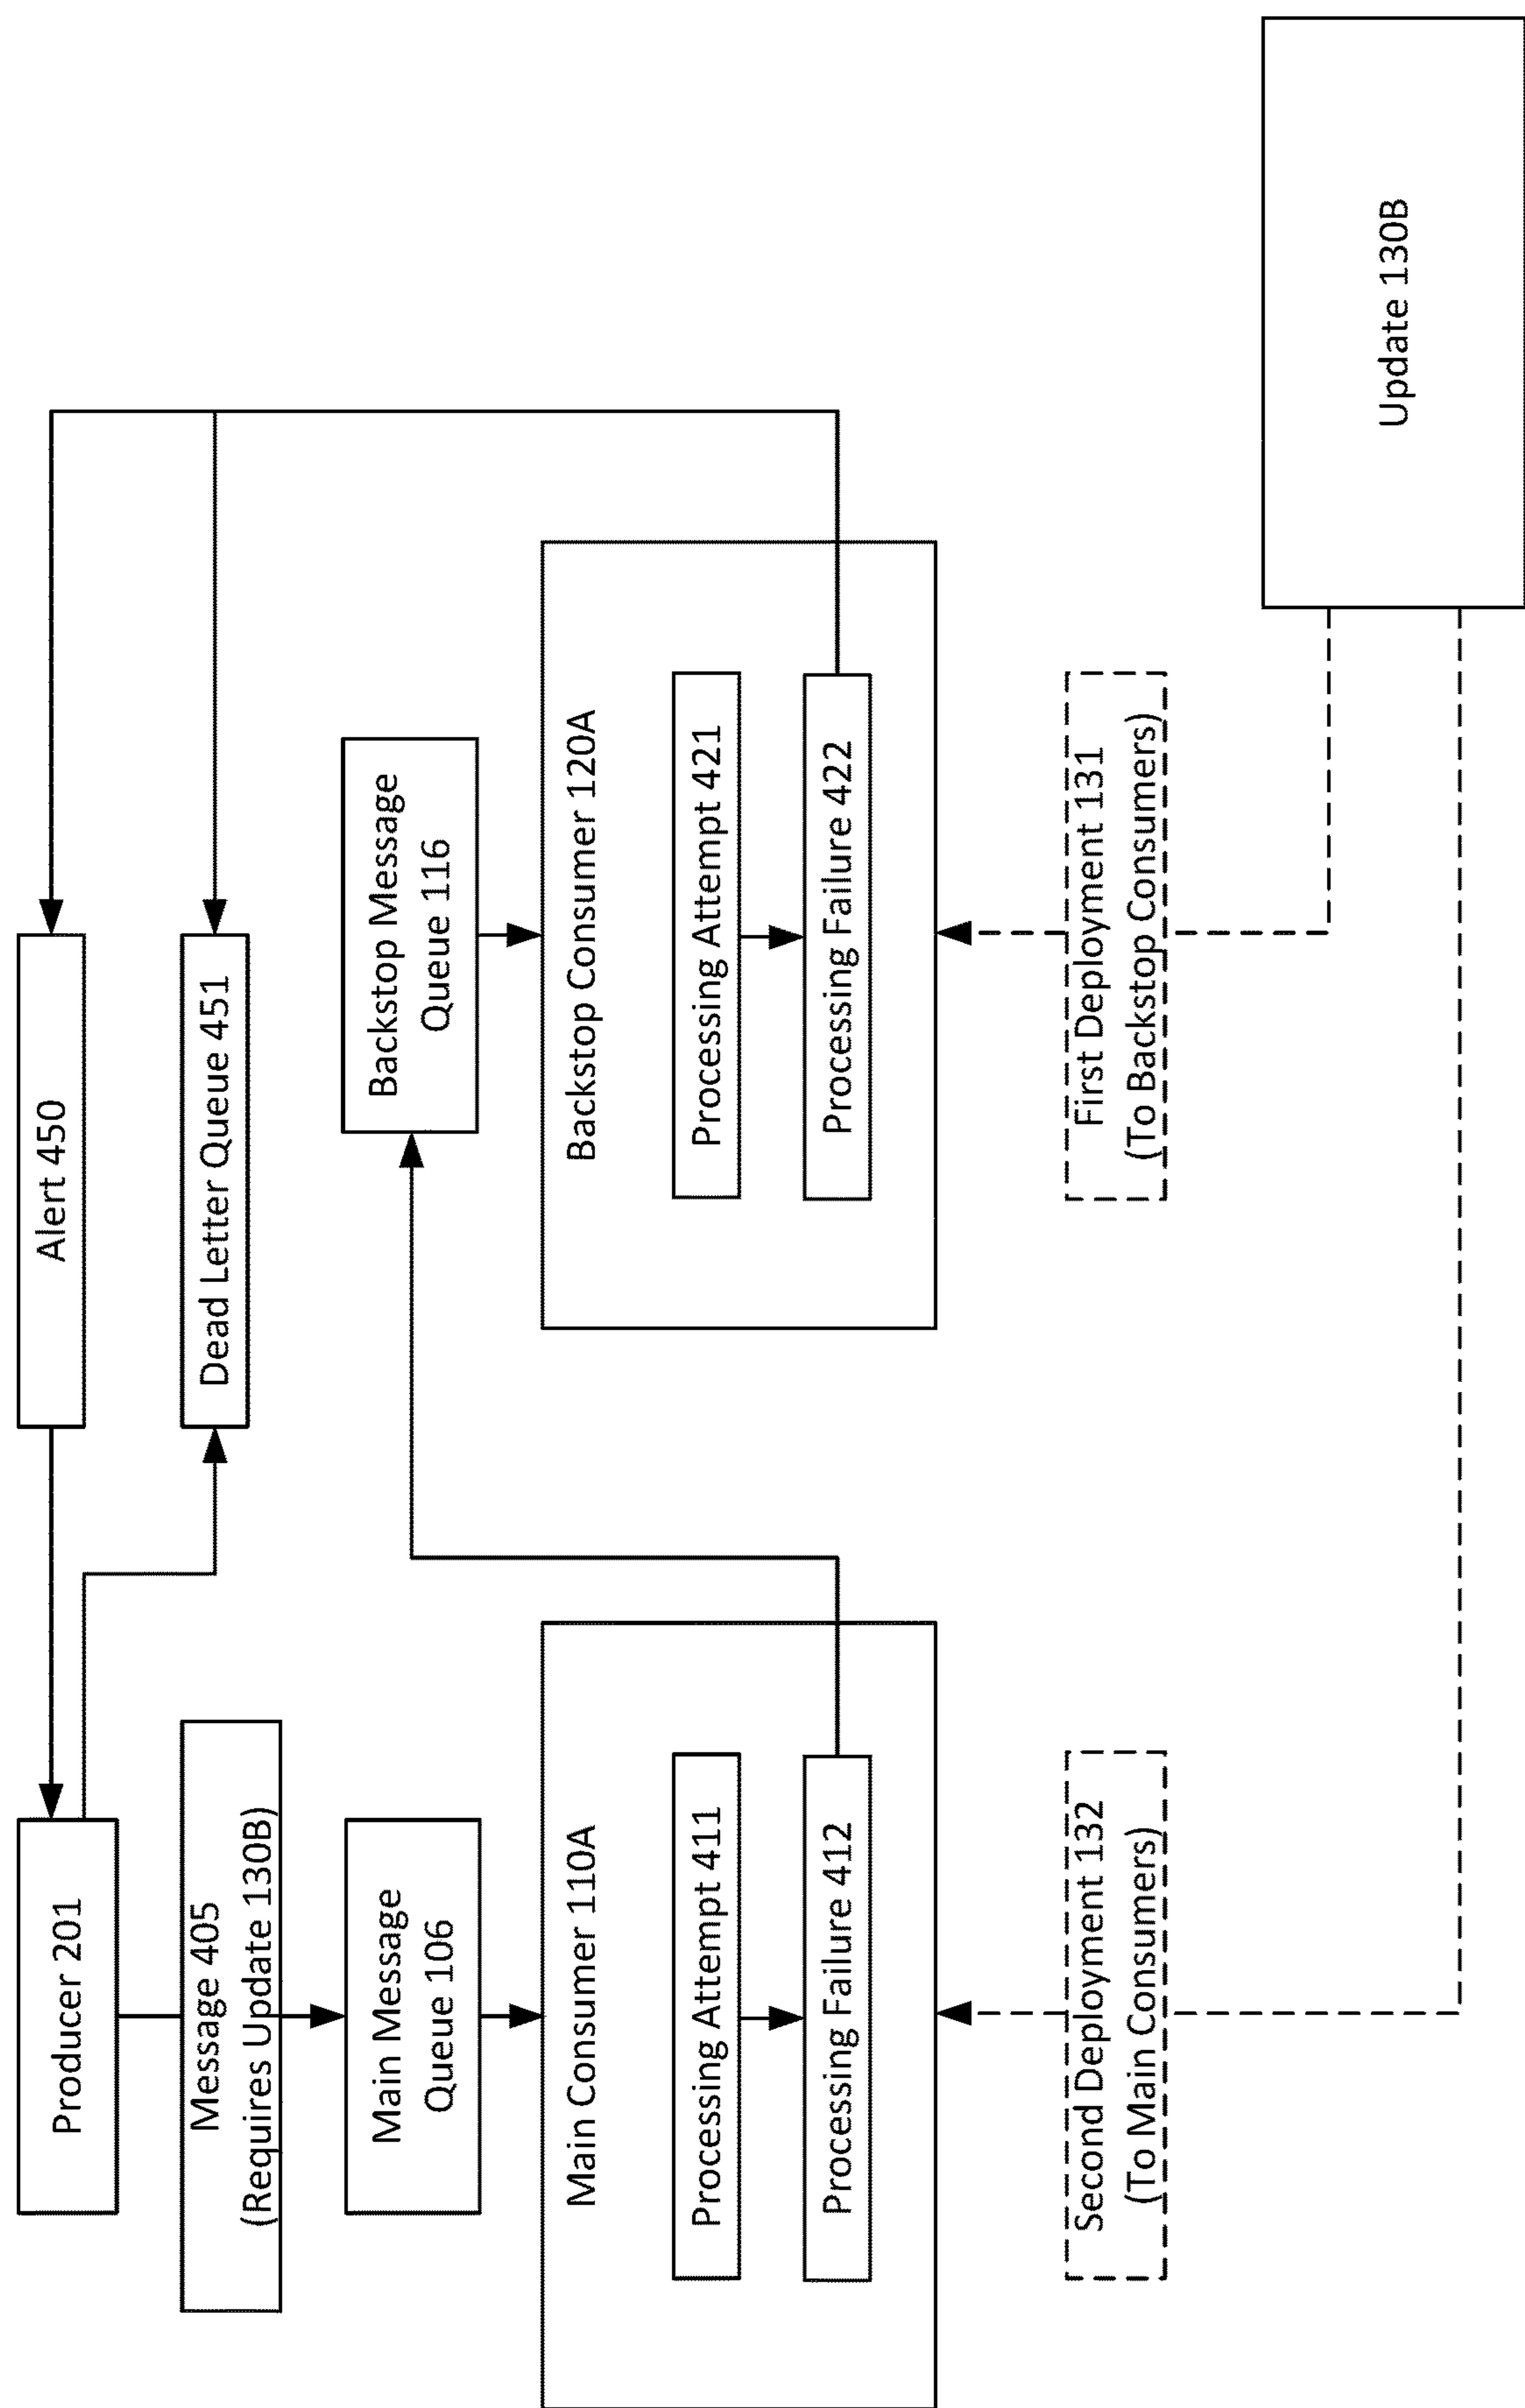 Producer 201
Message 405
(Requires Update 130B)
Main Message
Queue 106
Main Consumer 110A
Processing Attempt 411
Processing Failure 412
Second Deployment 132
(To Main Consumers)
Alert 450
Dead Letter Queue 451
Backstop Message
Queue 116
Backstop Consumer 120A
Processing Attempt 421
Processing Failure 422
First Deployment 131
(To Backstop Consumers)
Update 130B